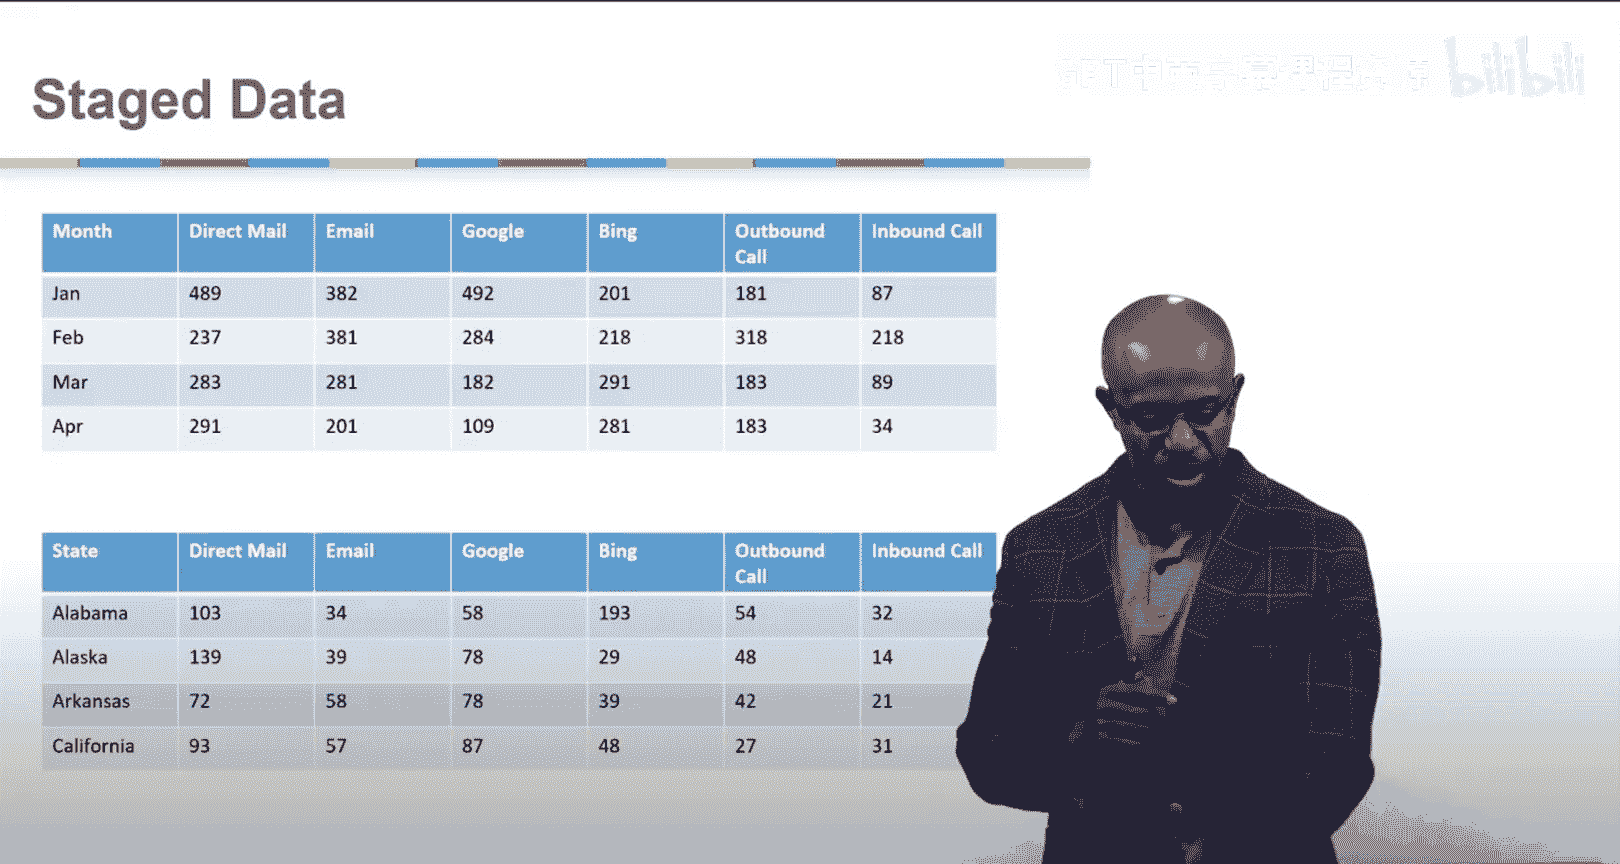 bilibili
Staged Data
Month Direct Mail Email Google Bing Outbound Call Inbound Call
Jan 489 382 492 201 181 87
Feb 237 381 284 218 318 218
Mar 283 281 182 291 183 89
Apr 291 201 109 281 183 34
State Direct Mail Email Google Bing Outbound Call Inbound Call
Alabama 103 34 58 193 54 32
Alaska 139 39 78 29 48 14
Arkansas 72 58 78 39 42 21
California 93 57 87 48 27 31